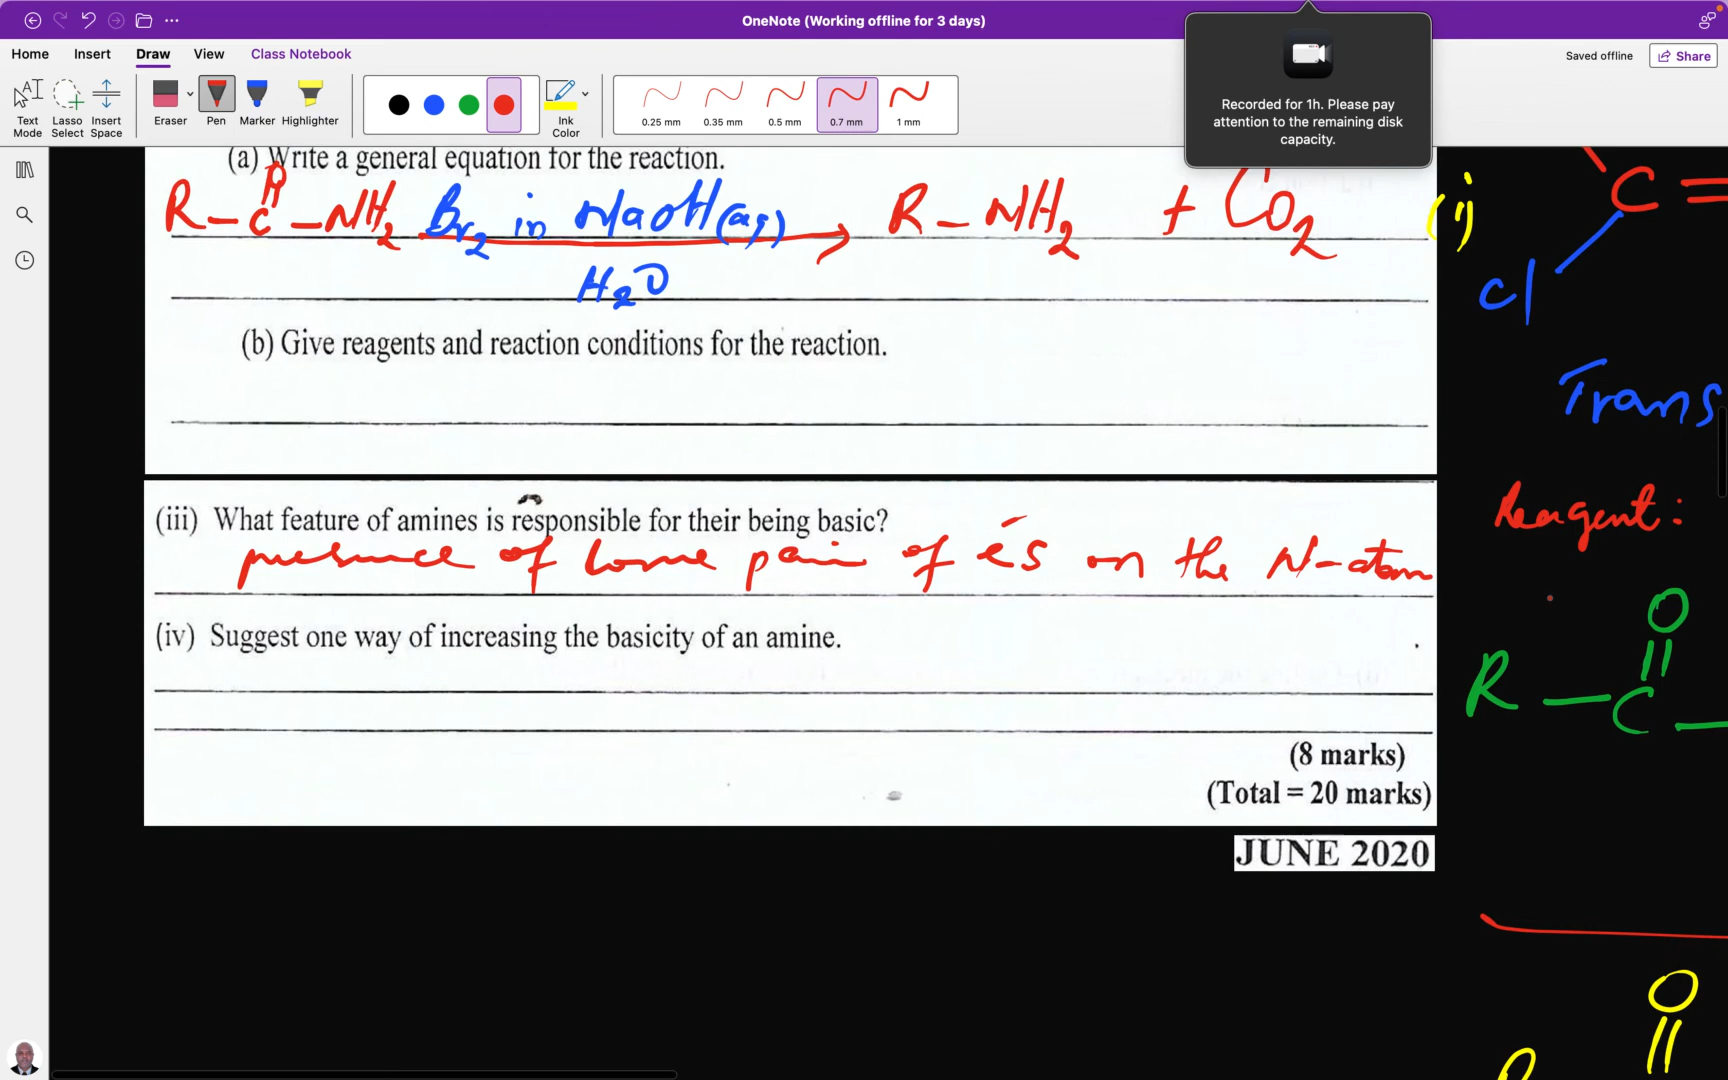 OneNote (Working offline for 3 days)
Home Insert Draw View Class Notebook
Saved offline Share
Text Mode
Lasso Select
Insert Space
Eraser
Pen
Marker
Highlighter
Ink Color
0.25 mm 0.35 mm 0.5 mm 0.7 mm 1 mm
Recorded for 1h. Please pay
attention to the remaining disk
capacity.
(a) Write a general equation for the reaction.
R-C-NH₂ Br₂ in NaOH(aq) → R-NH₂ + CO₂
H₂O
(b) Give reagents and reaction conditions for the reaction.
(iii) What feature of amines is responsible for their being basic?
presence of lone pair of es on the N-atom
(iv) Suggest one way of increasing the basicity of an amine.
(8 marks)
(Total = 20 marks)
JUNE 2020
(i)
C=
Cl
Trans
Reagent:
O
R-C-
O